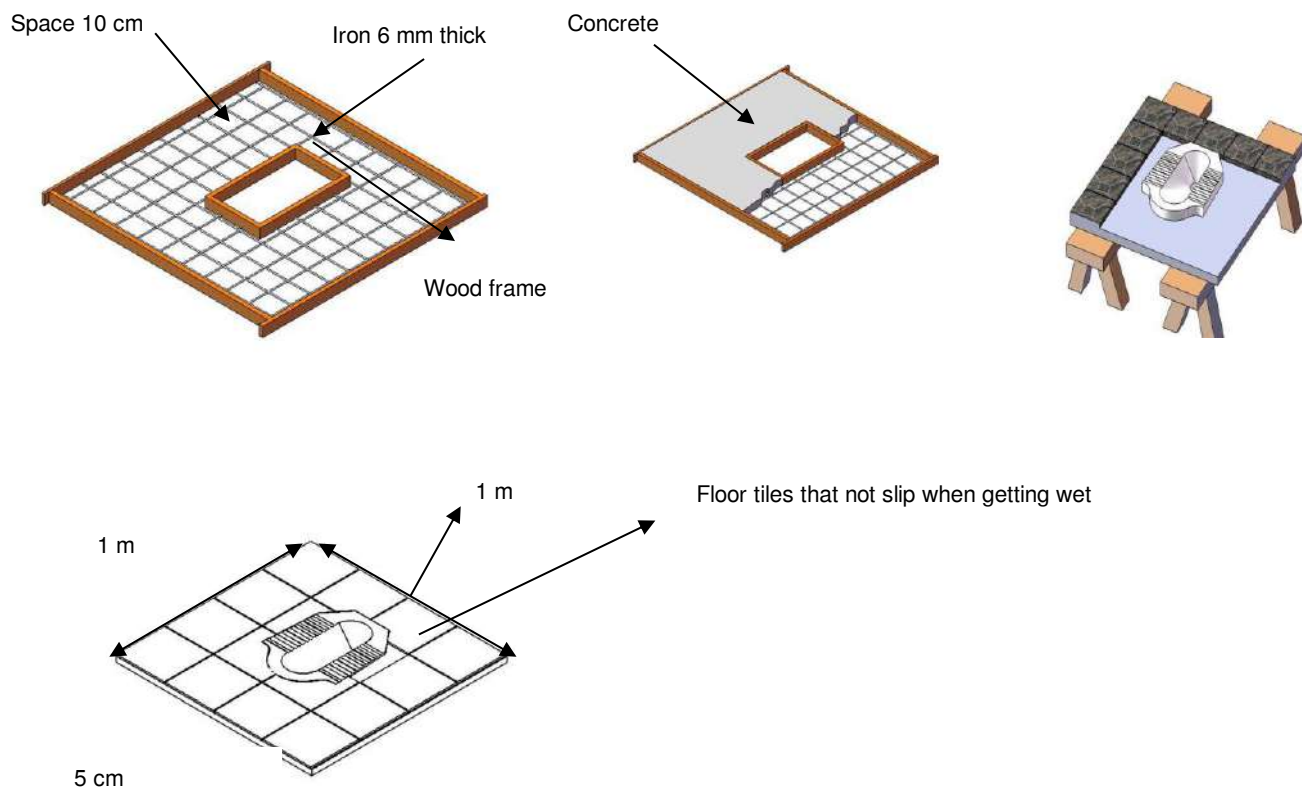 Space 10 cm
Iron 6 mm thick
Concrete
Wood frame
1 m
1 m
Floor tiles that not slip when getting wet
5 cm